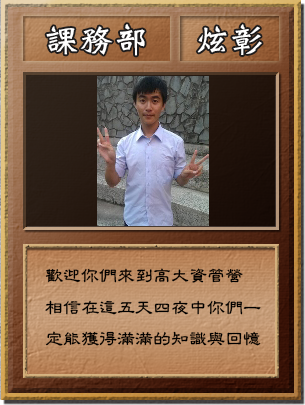 課務部 炫彰
歡迎你們來到高大資管營
相信在這五天四夜中你們一
定能獲得滿滿的知識與回憶